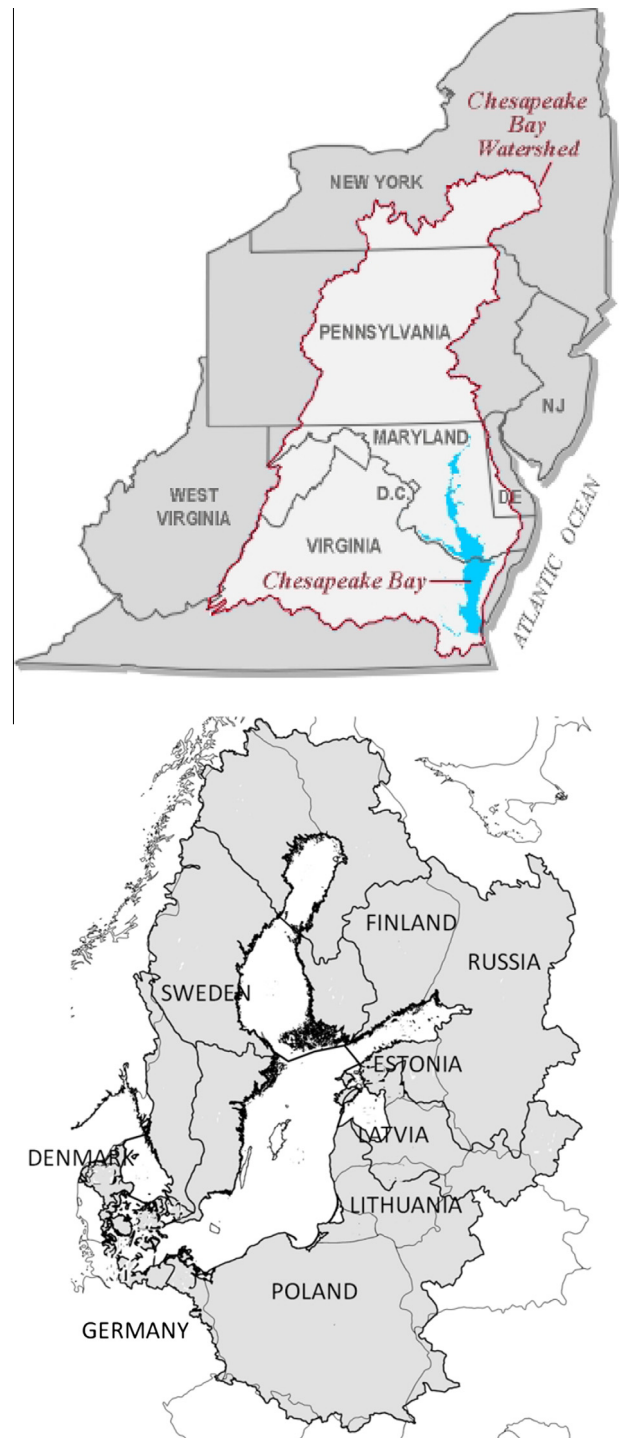 Chesapeake
Bay
Watershed
NEW YORK
PENNSYLVANIA
NJ
MARYLAND
WEST
VIRGINIA
D.C.
DE
VIRGINIA
Chesapeake Bay
ATLANTIC OCEAN
FINLAND
RUSSIA
SWEDEN
ESTONIA
DENMARK
LATVIA
LITHUANIA
POLAND
GERMANY